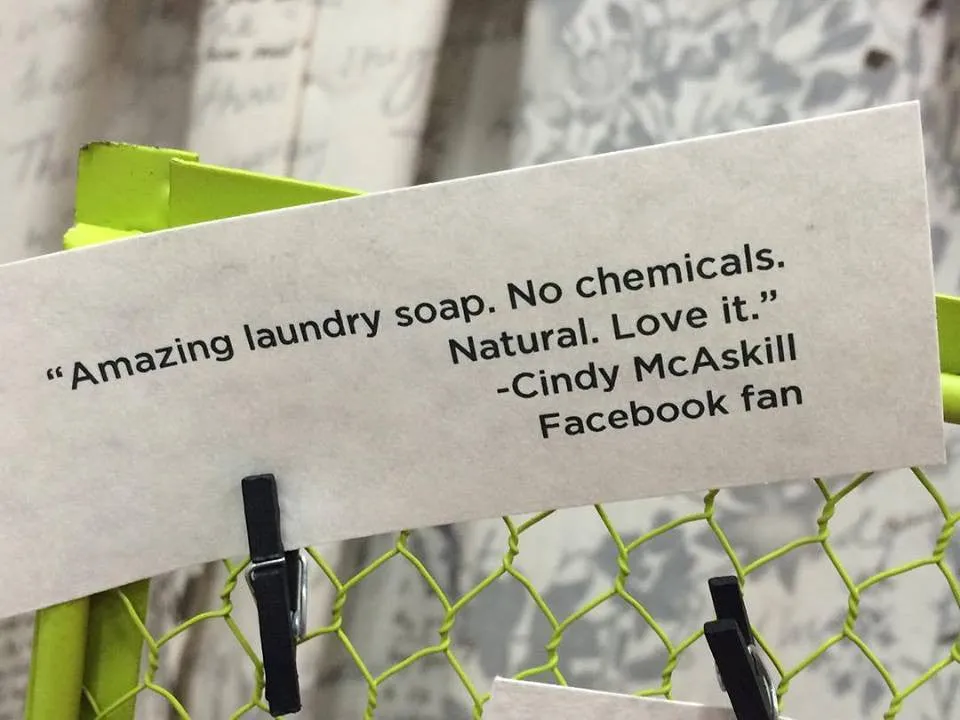 “Amazing laundry soap. No chemicals.
Natural. Love it.”
-Cindy McAskill
Facebook fan